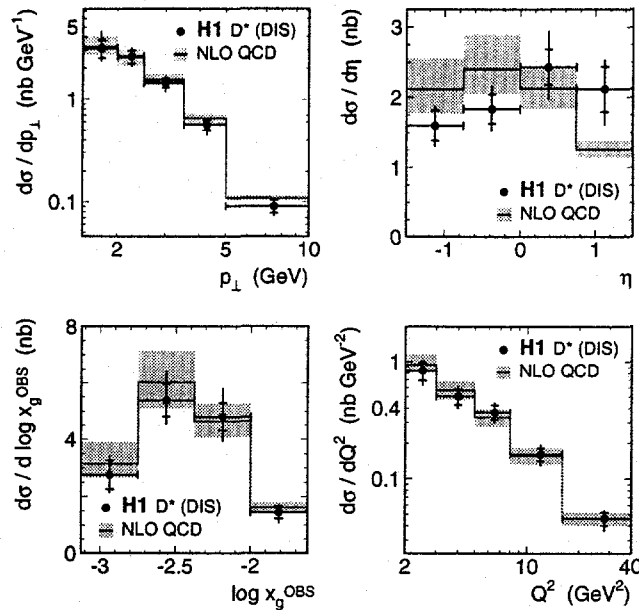 dσ / dp⊥ (nb GeV⁻¹)
5
1
0.1
H1 D* (DIS)
NLO QCD
2
5
10
p⊥ (GeV)
dσ / dη (nb)
3
2
1
0
H1 D* (DIS)
NLO QCD
-1
0
1
η
dσ / d log x_g^OBS (nb)
8
4
0
H1 D* (DIS)
NLO QCD
-3
-2.5
-2
log x_g^OBS
dσ / dQ² (nb GeV⁻²)
1
0.4
0.1
H1 D* (DIS)
NLO QCD
2
10
40
Q² (GeV²)